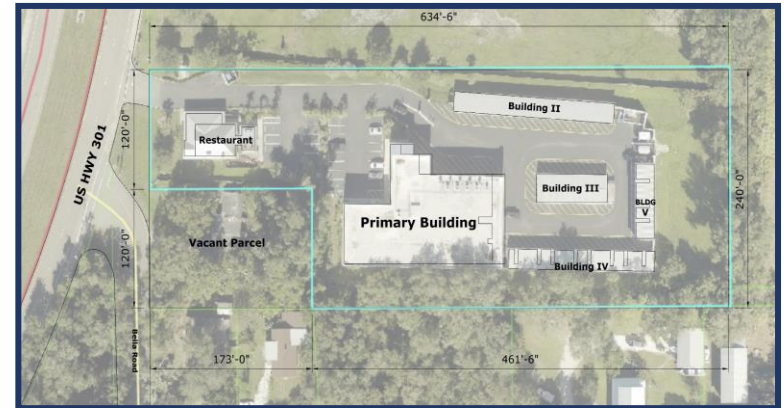 634'-6"
Building II
Restaurant
120'-0"
US HWY 301
Building III
BLDG
V
240'-0"
Primary Building
Vacant Parcel
120'-0"
Building IV
Bella Road
173'-0"
461'-6"